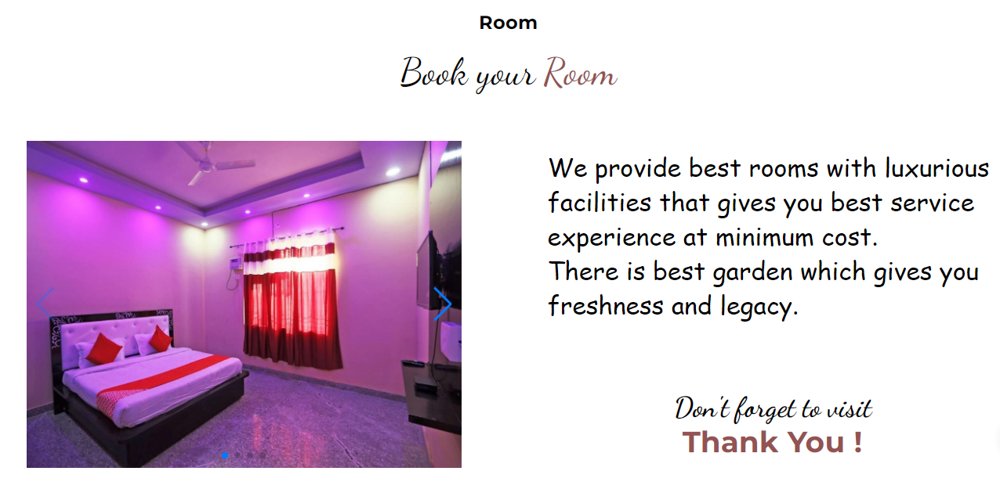 Room
Book your Room
We provide best rooms with luxurious
facilities that gives you best service
experience at minimum cost.
There is best garden which gives you
freshness and legacy.
Don't forget to visit
Thank You !